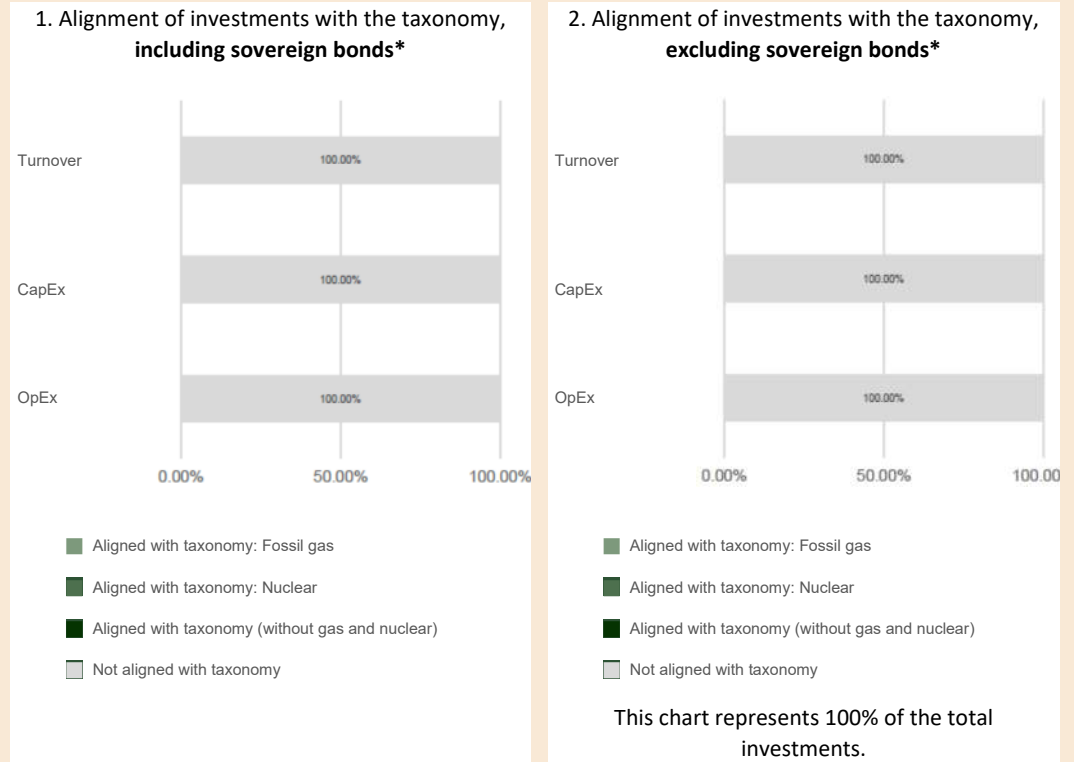 1. Alignment of investments with the taxonomy,
including sovereign bonds*
Turnover
100.00%
CapEx
100.00%
OpEx
100.00%
0.00% 50.00% 100.00%
Aligned with taxonomy: Fossil gas
Aligned with taxonomy: Nuclear
Aligned with taxonomy (without gas and nuclear)
Not aligned with taxonomy
2. Alignment of investments with the taxonomy,
excluding sovereign bonds*
Turnover
100.00%
CapEx
100.00%
OpEx
100.00%
0.00% 50.00% 100.00
Aligned with taxonomy: Fossil gas
Aligned with taxonomy: Nuclear
Aligned with taxonomy (without gas and nuclear)
Not aligned with taxonomy
This chart represents 100% of the total
investments.